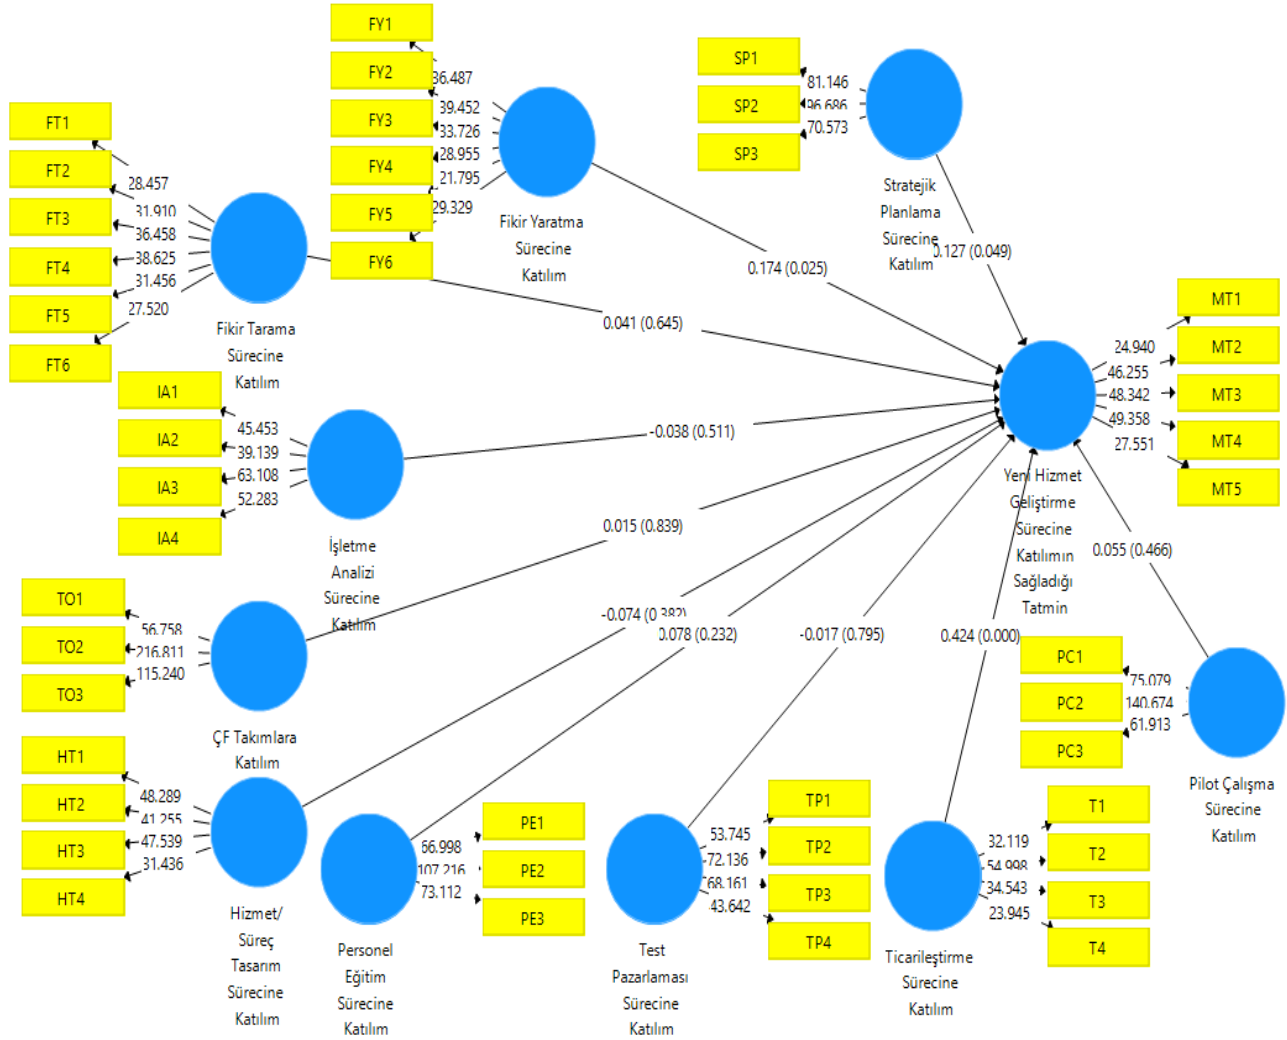 FY1
FY2
FY3
FY4
FY5
FY6
36.487
39.452
33.726
28.955
21.795
29.329
Fikir Yaratma
Sürecine
Katılım
SP1
SP2
SP3
81.146
96.686
70.573
Stratejik
Planlama
Sürecine
Katılım
FT1
FT2
FT3
FT4
FT5
FT6
28.457
31.910
36.458
38.625
31.456
27.520
Fikir Tarama
Sürecine
Katılım
0.174 (0.025)
0.127 (0.049)
0.041 (0.645)
MT1
MT2
MT3
MT4
MT5
24.940
46.255
48.342
49.358
27.551
Yeni Hizmet
Geliştirme
Sürecine
Katılımın
Sağladığı
Tatmin
IA1
IA2
IA3
IA4
45.453
39.139
63.108
52.283
İşletme
Analizi
Sürecine
Katılım
-0.038 (0.511)
0.015 (0.839)
0.055 (0.466)
TO1
TO2
TO3
56.758
216.811
115.240
ÇF Takımlara
Katılım
-0.074 (0.382)
0.078 (0.232)
-0.017 (0.795)
0.424 (0.000)
PC1
PC2
PC3
75.079
140.674
61.913
Pilot Çalışma
Sürecine
Katılım
HT1
HT2
HT3
HT4
48.289
41.255
47.539
31.436
Hizmet/
Süreç
Tasarım
Sürecine
Katılım
PE1
PE2
PE3
66.998
107.216
73.112
Personel
Eğitim
Sürecine
Katılım
TP1
TP2
TP3
TP4
53.745
72.136
68.161
43.642
Test
Pazarlaması
Sürecine
Katılım
T1
T2
T3
T4
32.119
54.998
34.543
23.945
Ticarileştirme
Sürecine
Katılım